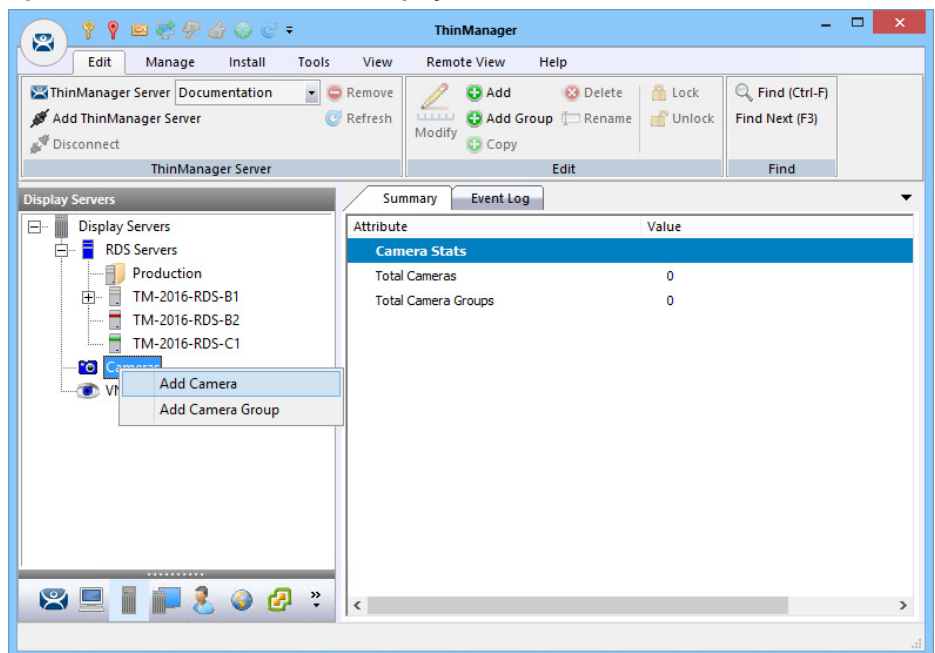 ThinManager
Edit Manage Install Tools View Remote View Help
ThinManager Server Documentation Remove
Add ThinManager Server Refresh
Disconnect
ThinManager Server
Modify
Add Delete Lock
Add Group Rename Unlock
Copy
Edit
Find (Ctrl-F)
Find Next (F3)
Find
Display Servers
Display Servers
RDS Servers
Production
TM-2016-RDS-B1
TM-2016-RDS-B2
TM-2016-RDS-C1
Cameras
Add Camera
Add Camera Group
Summary Event Log
Attribute Value
Camera Stats
Total Cameras 0
Total Camera Groups 0